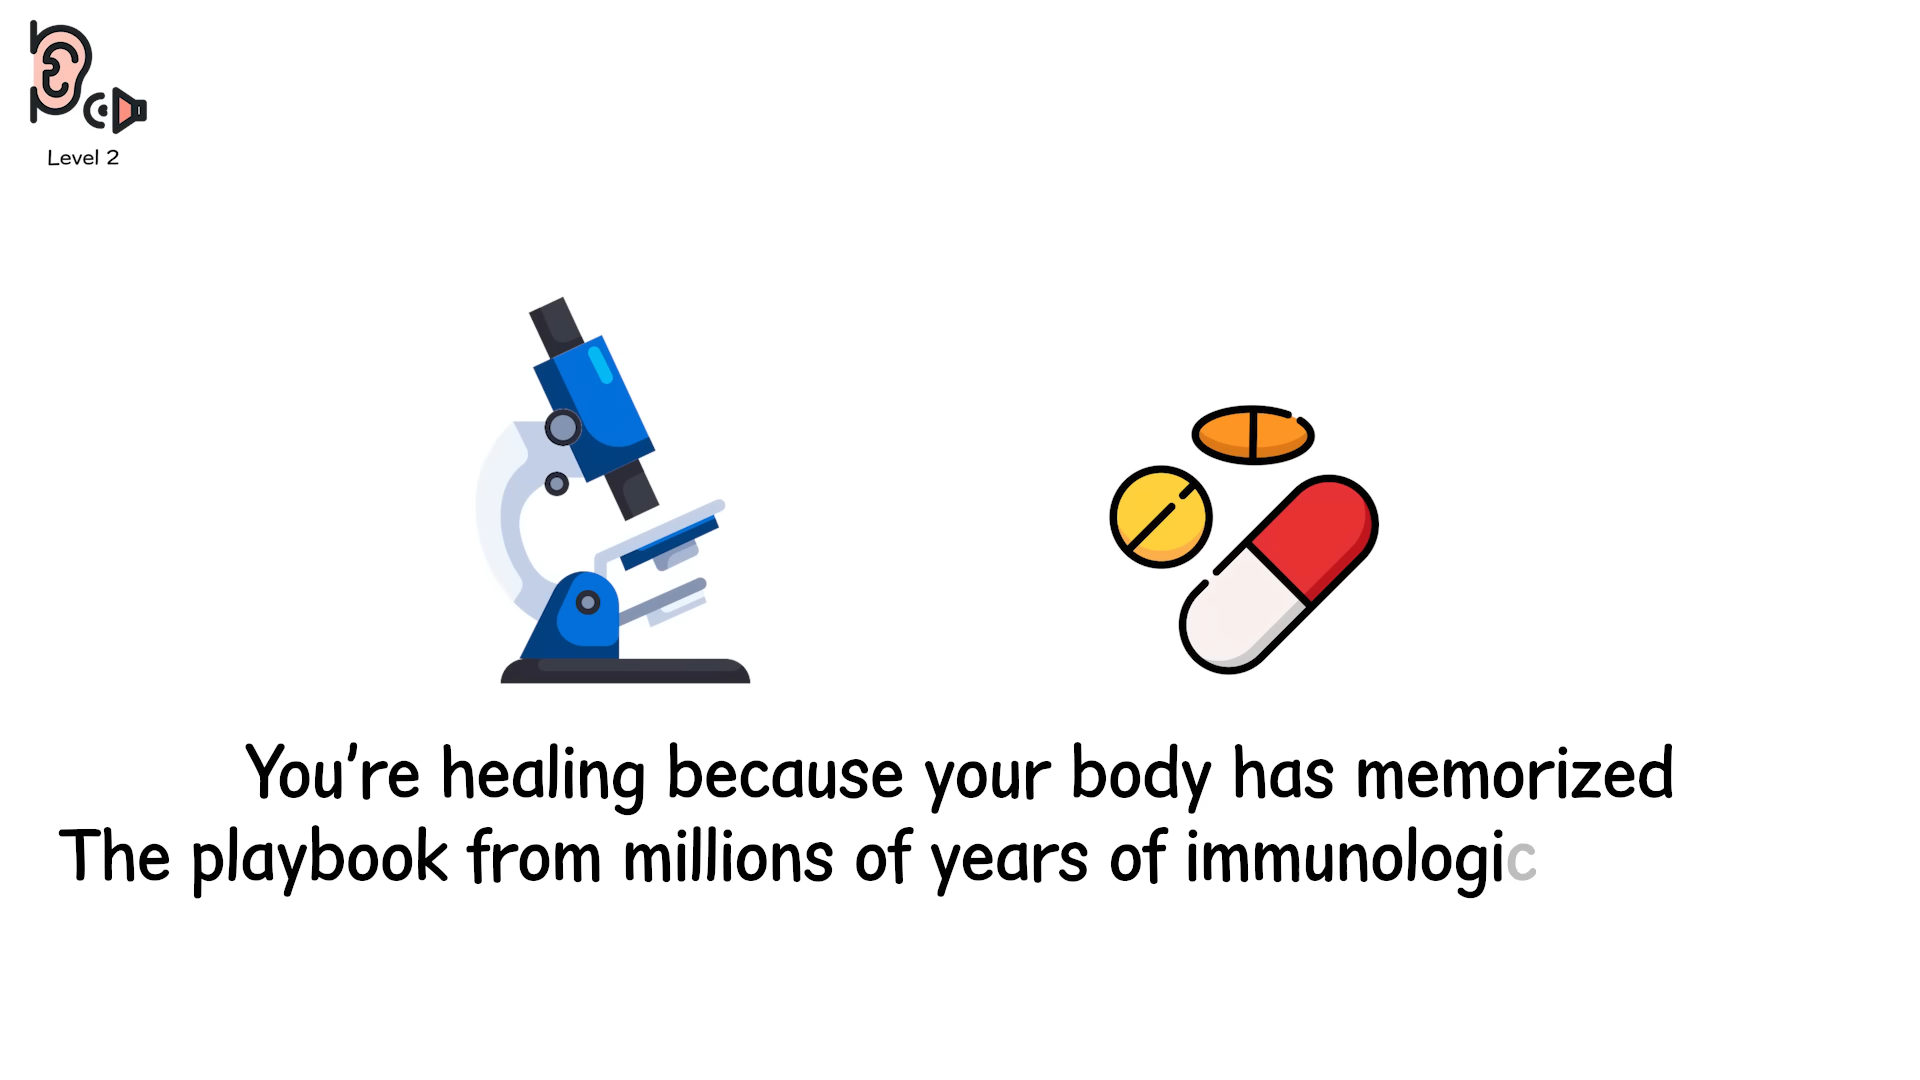 Level 2
You're healing because your body has memorized
The playbook from millions of years of immunologic